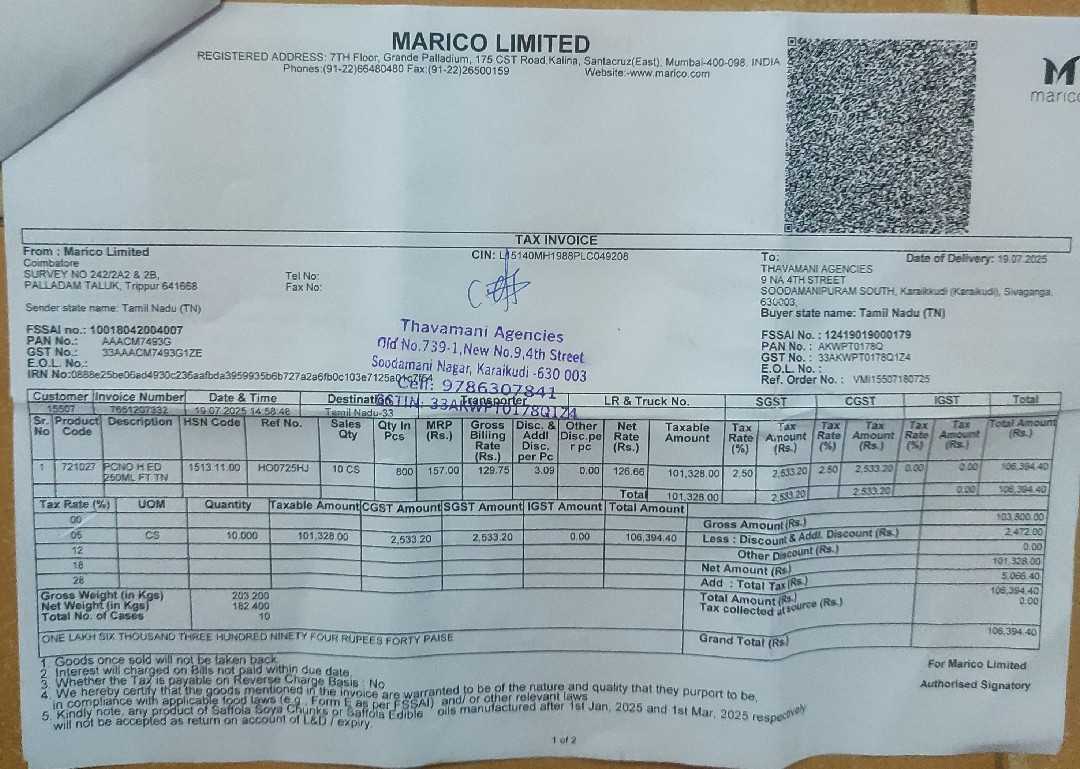 MARICO LIMITED
REGISTERED ADDRESS: 7TH Floor, Grande Palladium, 175 CST Road,Kalina, Santacruz(East), Mumbai-400-098. INDIA
Phones:(91-22)66480480 Fax:(91-22)26500159 Website:-www.marico.com
marico
TAX INVOICE
From : Marico Limited
Coimbatore
SURVEY NO 242/2A2 & 2B,
PALLADAM TALUK, Trippur 641668
Tel No:
Fax No:
Sender state name: Tamil Nadu (TN)
FSSAI no.: 10018042004007
PAN No.: AAACM7493G
GST No.: 33AAACM7493G1ZE
E.O.L. No.:
IRN No:
CIN: L15140MH1988PLC049208
Thavamani Agencies
Old No.739-1,New No.9,4th Street
Soodamani Nagar, Karaikudi -630 003
Cell: 9786307841
GSTIN: 33AKWPT0178Q1Z4
To: Date of Delivery: 19.07.2025
THAVAMANI AGENCIES
9 NA 4TH STREET
SOODAMANIPURAM SOUTH, Karaikkudi (Karaikudi), Sivaganga,
630003,
Buyer state name: Tamil Nadu (TN)
FSSAI No. : 12419019000179
PAN No. : AKWPT0178Q
GST No. : 33AKWPT0178Q1Z4
E.O.L. No. :
Ref. Order No. : VMI15507180725
Customer Invoice Number Date & Time Destination Transporter LR & Truck No. SGST CGST IGST Total
15507 7651207332 19.07.2025 14:58:48 Tamil Nadu-33
Sr. No Product Code Description HSN Code Ref No. Sales Qty Qty In Pcs MRP (Rs.) Gross Billing Rate (Rs.) Disc. & Addl Disc. per Pc Other Disc.pe r pc Net Rate (Rs.) Taxable Amount Tax Rate (%) Tax Amount (Rs.) Tax Rate (%) Tax Amount (Rs.) Tax Rate (%) Tax Amount (Rs.) Total Amount (Rs.)
1 721027 PCNO H ED 250ML FT TN 1513.11.00 HO0725HJ 10 CS 800 157.00 129.75 3.09 0.00 126.66 101,328.00 2.50 2,533.20 2.50 2,533.20 0.00 0.00 106,394.40
Total 101,328.00 2,533.20 2,533.20 0.00 106,394.40
Tax Rate (%) UOM Quantity Taxable Amount CGST Amount SGST Amount IGST Amount Total Amount
00
05 CS 10.000 101,328.00 2,533.20 2,533.20 0.00 106,394.40
12
18
28
Gross Amount (Rs.) 103,800.00
Less : Discount & Addl. Discount (Rs.) 2,472.00
Other Discount (Rs.) 0.00
Net Amount (Rs.) 101,328.00
Add : Total Tax (Rs.) 5,066.40
Total Amount (Rs.) 106,394.40
Tax collected at source (Rs.) 0.00
Grand Total (Rs) 106,394.40
Gross Weight (in Kgs) 203.200
Net Weight (in Kgs) 182.400
Total No. of Cases 10
ONE LAKH SIX THOUSAND THREE HUNDRED NINETY FOUR RUPEES FORTY PAISE
1. Goods once sold will not be taken back.
2. Interest will charged on Bills not paid within due date.
3. Whether the Tax is payable on Reverse Charge Basis : No
4. We hereby certify that the goods mentioned in the invoice are warranted to be of the nature and quality that they purport to be,
in compliance with applicable food laws (e.g . Form E as per FSSAI) and/ or other relevant laws
5. Kindly note, any product of Saffola Soya Chunks or Saffola Edible oils manufactured after 1st Jan, 2025 and 1st Mar, 2025 respectively
will not be accepted as return on account of L&D / expiry.
For Marico Limited
Authorised Signatory
1 of 2